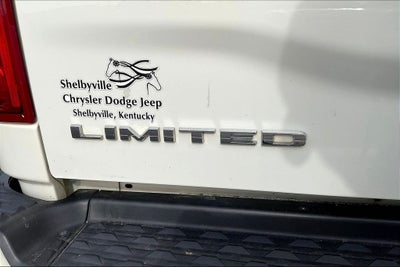 Shelbyville
Chrysler Dodge Jeep
Shelbyville, Kentucky
LIMITED